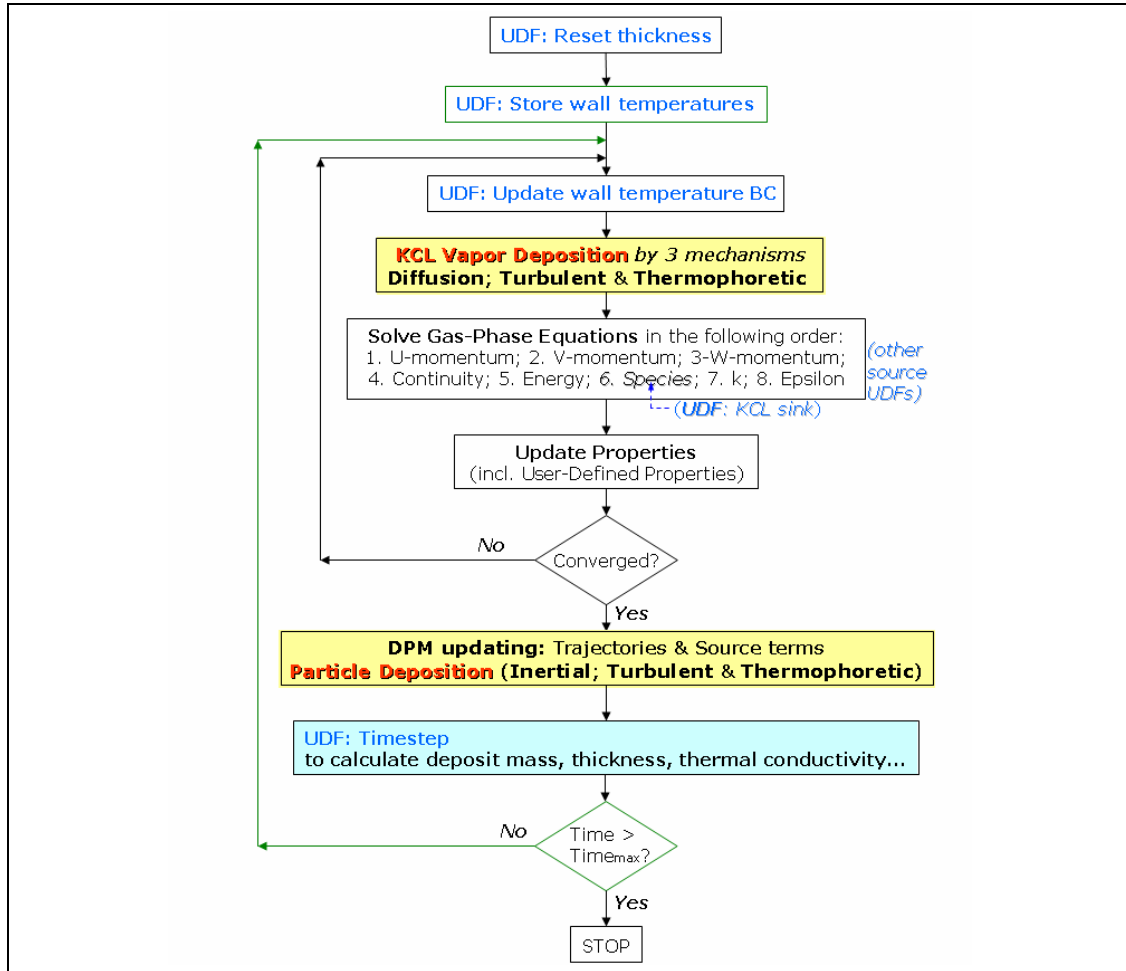 UDF: Reset thickness
UDF: Store wall temperatures
UDF: Update wall temperature BC
KCL Vapor Deposition by 3 mechanisms
Diffusion; Turbulent & Thermophoretic
Solve Gas-Phase Equations in the following order:
1. U-momentum; 2. V-momentum; 3-W-momentum;
4. Continuity; 5. Energy; 6. Species; 7. k; 8. Epsilon
(other
source
UDFs)
(UDF: KCL sink)
Update Properties
(incl. User-Defined Properties)
No
Converged?
Yes
DPM updating: Trajectories & Source terms
Particle Deposition (Inertial; Turbulent & Thermophoretic)
UDF: Timestep
to calculate deposit mass, thickness, thermal conductivity...
No
Time >
Timemax?
Yes
STOP